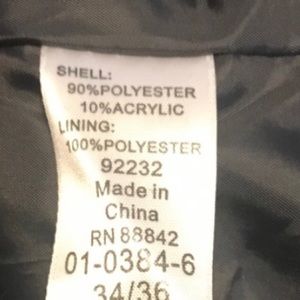 SHELL:
90%POLYESTER
10%ACRYLIC
LINING:
100%POLYESTER
92232
Made in
China
RN 88842
01-0384-6
34/36